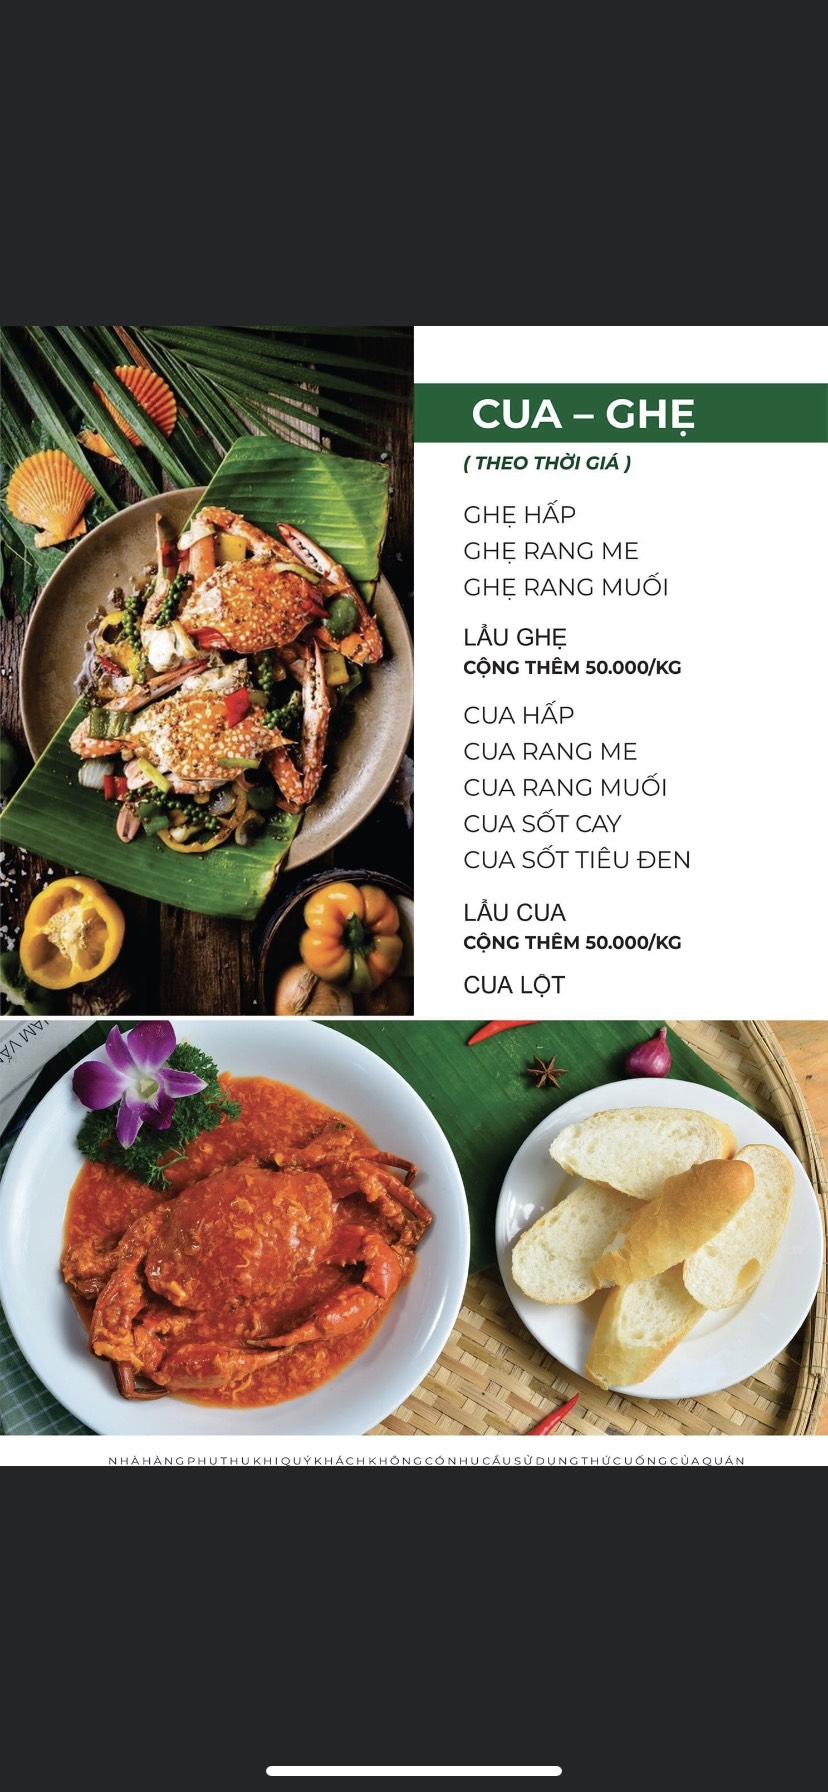 CUA – GHẸ
( THEO THỜI GIÁ )
GHẸ HẤP
GHẸ RANG ME
GHẸ RANG MUỐI
LẨU GHẸ
CỘNG THÊM 50.000/KG
CUA HẤP
CUA RANG ME
CUA RANG MUỐI
CUA SỐT CAY
CUA SỐT TIÊU ĐEN
LẨU CUA
CỘNG THÊM 50.000/KG
CUA LỘT
NHÀ HÀNG PHỤ THU KHI QUÝ KHÁCH KHÔNG CÓ NHU CẦU SỬ DỤNG THỨC UỐNG CỦA QUÁN